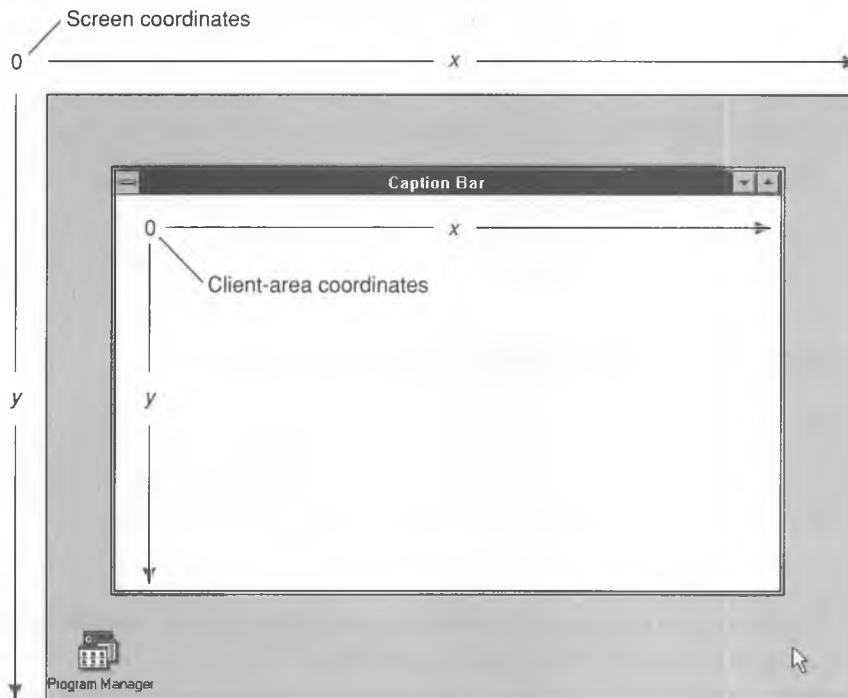 Screen coordinates
0
x
Caption Bar
0
x
Client-area coordinates
y
y
Program Manager